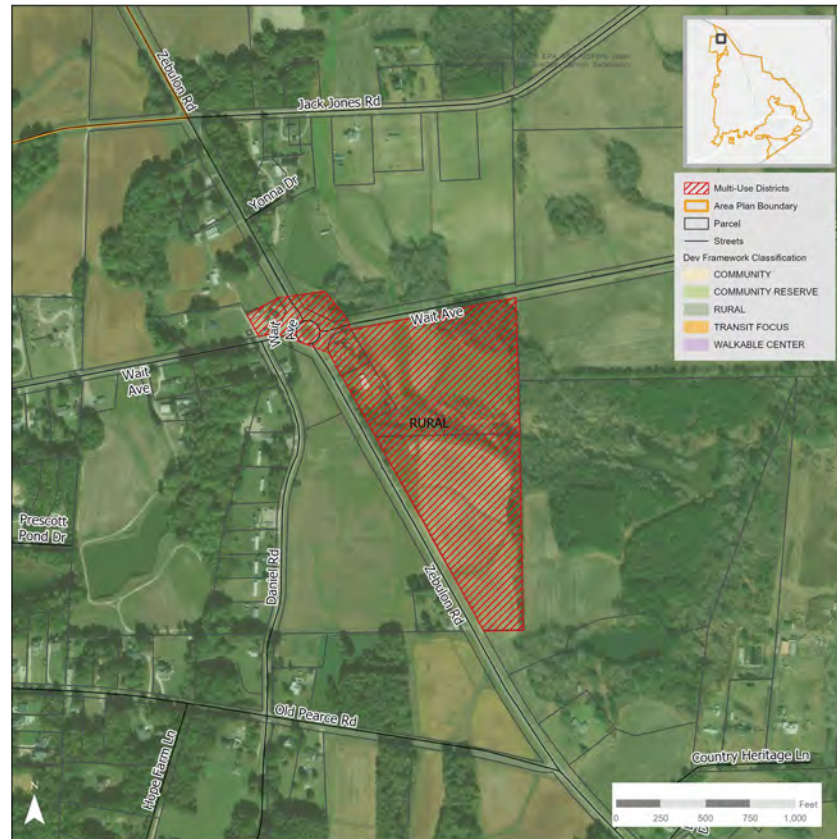 Zebulon Rd
Jack Jones Rd
Yonna Dr
Wait
Ave
Wait Ave
Wait
Ave
RURAL
Prescott
Pond Dr
Daniel Rd
Zebulon Rd
Old Pearce Rd
Hope Farm Ln
Country Heritage Ln
Multi-Use Districts
Area Plan Boundary
Parcel
Streets
Dev Framework Classification
COMMUNITY
COMMUNITY RESERVE
RURAL
TRANSIT FOCUS
WALKABLE CENTER
N
Feet
0 250 500 750 1,000